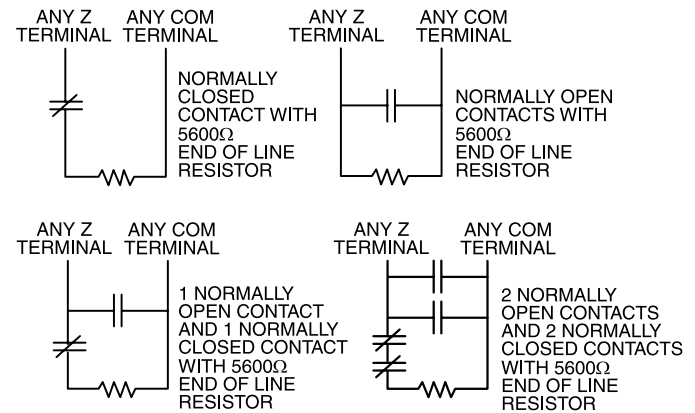 ANY Z
TERMINAL
ANY COM
TERMINAL
NORMALLY
CLOSED
CONTACT WITH
5600Ω
END OF LINE
RESISTOR
ANY Z
TERMINAL
ANY COM
TERMINAL
NORMALLY OPEN
CONTACTS WITH
5600Ω
END OF LINE
RESISTOR
ANY Z
TERMINAL
ANY COM
TERMINAL
1 NORMALLY
OPEN CONTACT
AND 1 NORMALLY
CLOSED CONTACT
WITH 5600Ω
END OF LINE
RESISTOR
ANY Z
TERMINAL
ANY COM
TERMINAL
2 NORMALLY
OPEN CONTACTS
AND 2 NORMALLY
CLOSED CONTACTS
WITH 5600Ω
END OF LINE
RESISTOR